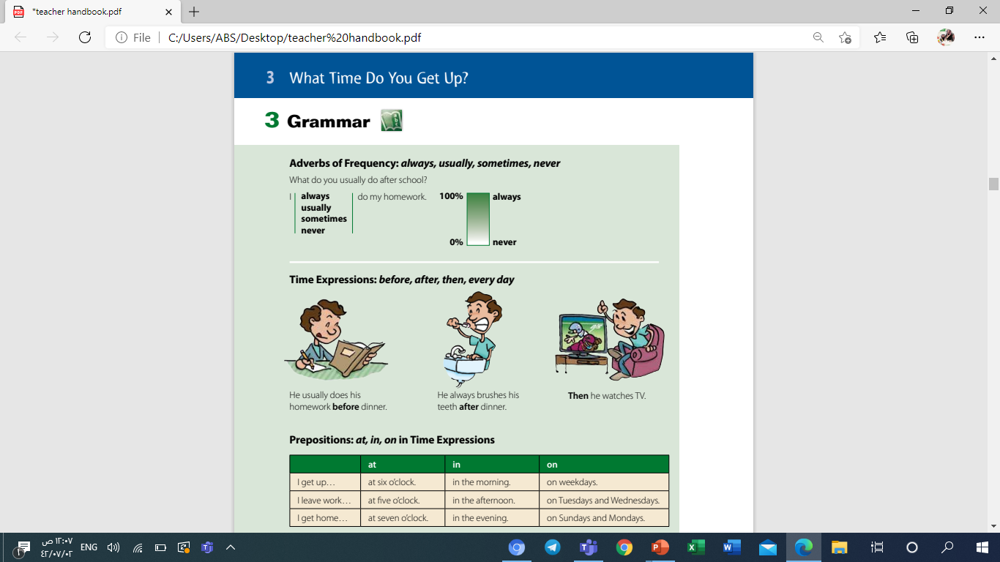 *teacher handbook.pdf
File
C:/Users/ABS/Desktop/teacher%20handbook.pdf
3 What Time Do You Get Up?
3 Grammar
Adverbs of Frequency: always, usually, sometimes, never
What do you usually do after school?
I always do my homework. 100% always
usually
sometimes
never 0% never
Time Expressions: before, after, then, every day
He usually does his
homework before dinner.
He always brushes his
teeth after dinner.
Then he watches TV.
Prepositions: at, in, on in Time Expressions
at in on
I get up… at six o'clock. in the morning. on weekdays.
I leave work… at five o'clock. in the afternoon. on Tuesdays and Wednesdays.
I get home… at seven o'clock. in the evening. on Sundays and Mondays.
١٢:٠٧ ص
٤٢/٠٧/٠٢
ENG